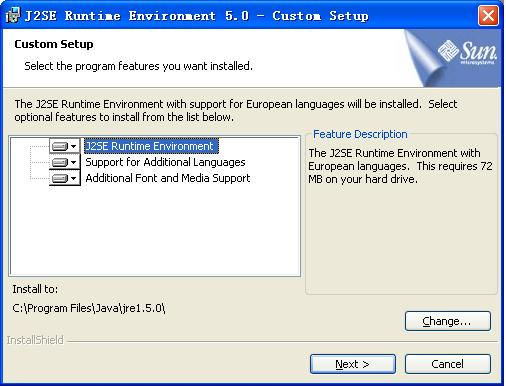 J2SE Runtime Environment 5.0 - Custom Setup
Custom Setup
Select the program features you want installed.
Sun
microsystems
The J2SE Runtime Environment with support for European languages will be installed. Select
optional features to install from the list below.
J2SE Runtime Environment
Support for Additional Languages
Additional Font and Media Support
Feature Description
The J2SE Runtime Environment with
European languages. This requires 72
MB on your hard drive.
Install to:
C:\Program Files\Java\jre1.5.0\
Change...
InstallShield
Next >
Cancel